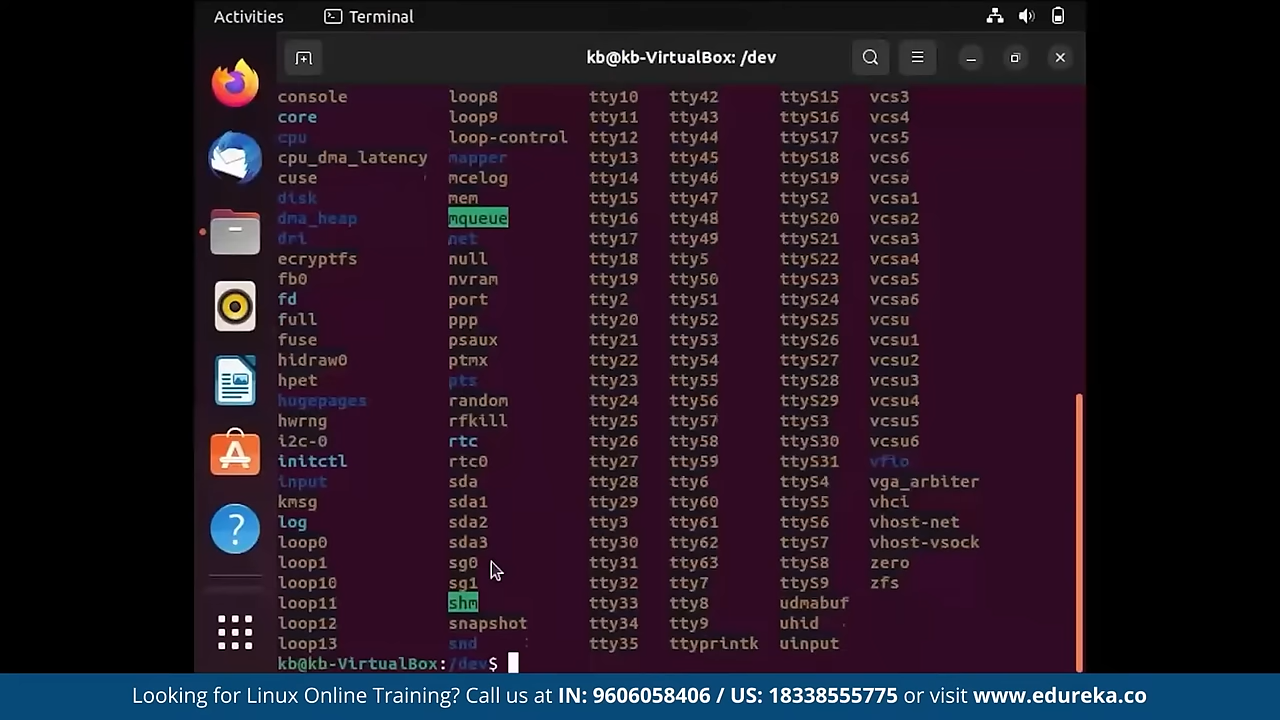 Activities Terminal
kb@kb-VirtualBox: /dev
console loop8 tty10 tty42 ttyS15 vcs3
core loop9 tty11 tty43 ttyS16 vcs4
cpu loop-control tty12 tty44 ttyS17 vcs5
cpu_dma_latency mapper tty13 tty45 ttyS18 vcs6
cuse mcelog tty14 tty46 ttyS19 vcsa
disk mem tty15 tty47 ttyS2 vcsa1
dma_heap mqueue tty16 tty48 ttyS20 vcsa2
dri net tty17 tty49 ttyS21 vcsa3
ecryptfs null tty18 tty5 ttyS22 vcsa4
fb0 nvram tty19 tty50 ttyS23 vcsa5
fd port tty2 tty51 ttyS24 vcsa6
full ppp tty20 tty52 ttyS25 vcsu
fuse psaux tty21 tty53 ttyS26 vcsu1
hidraw0 ptmx tty22 tty54 ttyS27 vcsu2
hpet pts tty23 tty55 ttyS28 vcsu3
hugepages random tty24 tty56 ttyS29 vcsu4
hwrng rfkill tty25 tty57 ttyS3 vcsu5
i2c-0 rtc tty26 tty58 ttyS30 vcsu6
initctl rtc0 tty27 tty59 ttyS31 vfio
input sda tty28 tty6 ttyS4 vga_arbiter
kmsg sda1 tty29 tty60 ttyS5 vhci
log sda2 tty3 tty61 ttyS6 vhost-net
loop0 sda3 tty30 tty62 ttyS7 vhost-vsock
loop1 sg0 tty31 tty63 ttyS8 zero
loop10 sg1 tty32 tty7 ttyS9 zfs
loop11 shm tty33 tty8 udmabuf
loop12 snapshot tty34 tty9 uhid
loop13 snd tty35 ttyprintk uinput
kb@kb-VirtualBox:/dev$
Looking for Linux Online Training? Call us at IN: 9606058406 / US: 18338555775 or visit www.edureka.co